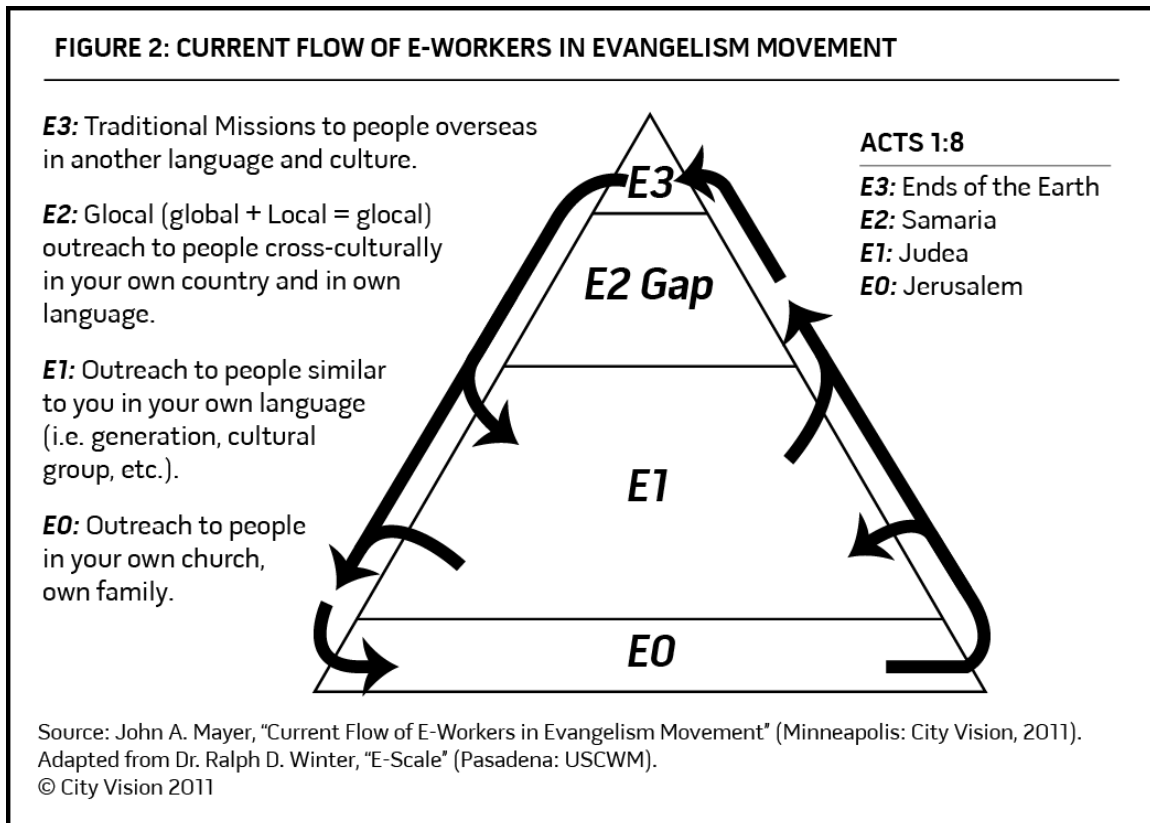 FIGURE 2: CURRENT FLOW OF E-WORKERS IN EVANGELISM MOVEMENT
E3: Traditional Missions to people overseas
in another language and culture.
E2: Glocal (global + Local = glocal)
outreach to people cross-culturally
in your own country and in own
language.
E1: Outreach to people similar
to you in your own language
(i.e. generation, cultural
group, etc.).
E0: Outreach to people
in your own church,
own family.
E3
E2 Gap
E1
E0
ACTS 1:8
E3: Ends of the Earth
E2: Samaria
E1: Judea
E0: Jerusalem
Source: John A. Mayer, “Current Flow of E-Workers in Evangelism Movement” (Minneapolis: City Vision, 2011).
Adapted from Dr. Ralph D. Winter, “E-Scale” (Pasadena: USCWM).
© City Vision 2011